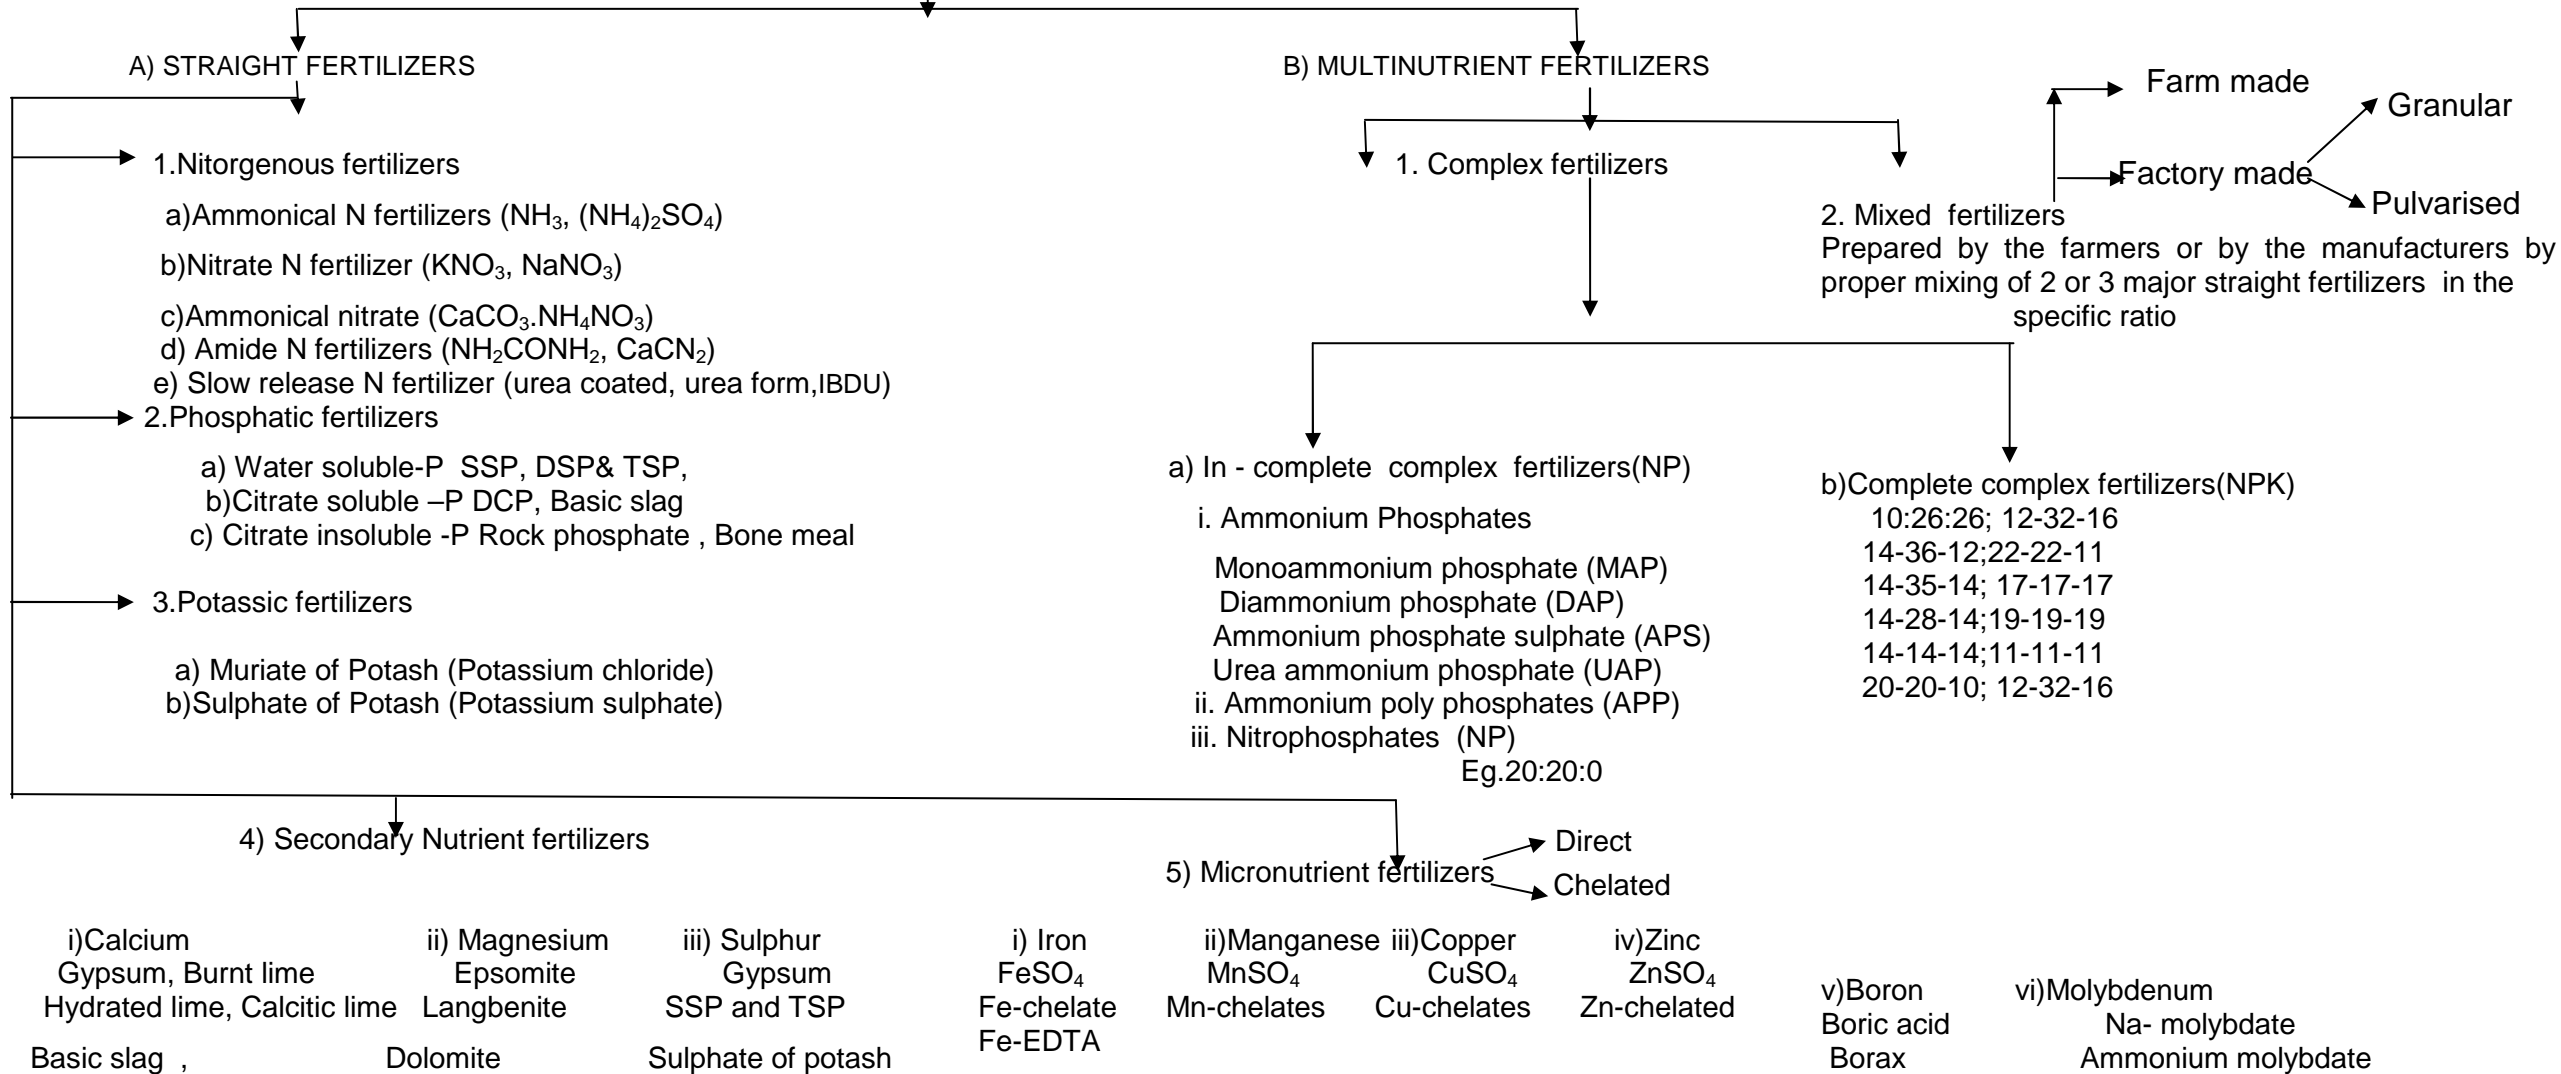 A) STRAIGHT FERTILIZERS
1.Nitorgenous fertilizers
a)Ammonical N fertilizers (NH₃, (NH₄)₂SO₄)
b)Nitrate N fertilizer (KNO₃, NaNO₃)
c)Ammonical nitrate (CaCO₃.NH₄NO₃)
d) Amide N fertilizers (NH₂CONH₂, CaCN₂)
e) Slow release N fertilizer (urea coated, urea form,IBDU)
2.Phosphatic fertilizers
a) Water soluble-P SSP, DSP& TSP,
b)Citrate soluble –P DCP, Basic slag
c) Citrate insoluble -P Rock phosphate , Bone meal
3.Potassic fertilizers
a) Muriate of Potash (Potassium chloride)
b)Sulphate of Potash (Potassium sulphate)
B) MULTINUTRIENT FERTILIZERS
1. Complex fertilizers
a) In - complete complex fertilizers(NP)
i. Ammonium Phosphates
Monoammonium phosphate (MAP)
Diammonium phosphate (DAP)
Ammonium phosphate sulphate (APS)
Urea ammonium phosphate (UAP)
ii. Ammonium poly phosphates (APP)
iii. Nitrophosphates (NP)
Eg.20:20:0
b)Complete complex fertilizers(NPK)
10:26:26; 12-32-16
14-36-12;22-22-11
14-35-14; 17-17-17
14-28-14;19-19-19
14-14-14;11-11-11
20-20-10; 12-32-16
Farm made
Factory made
Granular
Pulvarised
2. Mixed fertilizers
Prepared by the farmers or by the manufacturers by
proper mixing of 2 or 3 major straight fertilizers in the
specific ratio
4) Secondary Nutrient fertilizers
i)Calcium
Gypsum, Burnt lime
Hydrated lime, Calcitic lime
Basic slag ,
ii) Magnesium
Epsomite
Langbenite
Dolomite
iii) Sulphur
Gypsum
SSP and TSP
Sulphate of potash
5) Micronutrient fertilizers
Direct
Chelated
i) Iron
FeSO₄
Fe-chelate
Fe-EDTA
ii)Manganese
MnSO₄
Mn-chelates
iii)Copper
CuSO₄
Cu-chelates
iv)Zinc
ZnSO₄
Zn-chelated
v)Boron
Boric acid
Borax
vi)Molybdenum
Na- molybdate
Ammonium molybdate